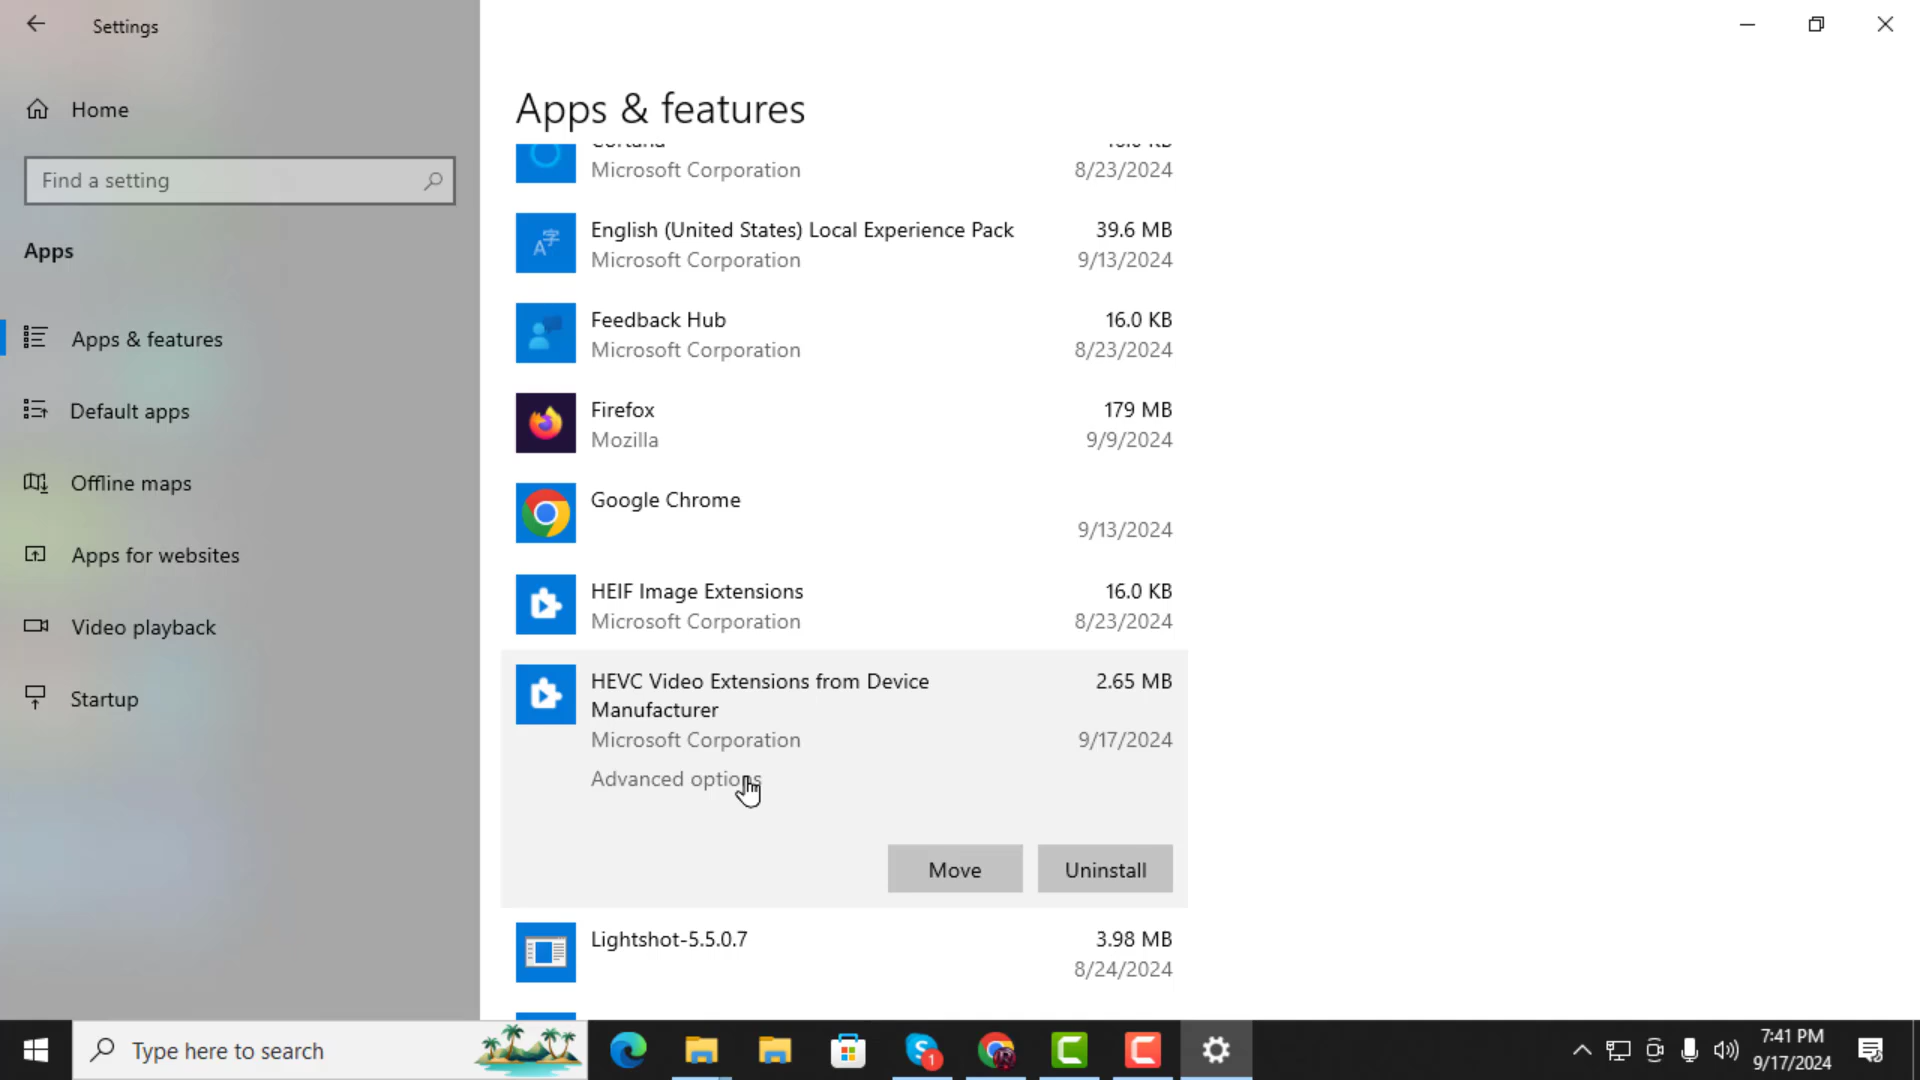 Settings
Home
Find a setting
Apps
Apps & features
Default apps
Offline maps
Apps for websites
Video playback
Startup
Apps & features
Cortana
Microsoft Corporation 8/23/2024
English (United States) Local Experience Pack 39.6 MB
Microsoft Corporation 9/13/2024
Feedback Hub 16.0 KB
Microsoft Corporation 8/23/2024
Firefox 179 MB
Mozilla 9/9/2024
Google Chrome
9/13/2024
HEIF Image Extensions 16.0 KB
Microsoft Corporation 8/23/2024
HEVC Video Extensions from Device 2.65 MB
Manufacturer
Microsoft Corporation 9/17/2024
Advanced options
Move Uninstall
Lightshot-5.5.0.7 3.98 MB
8/24/2024
Type here to search
1
7:41 PM
9/17/2024